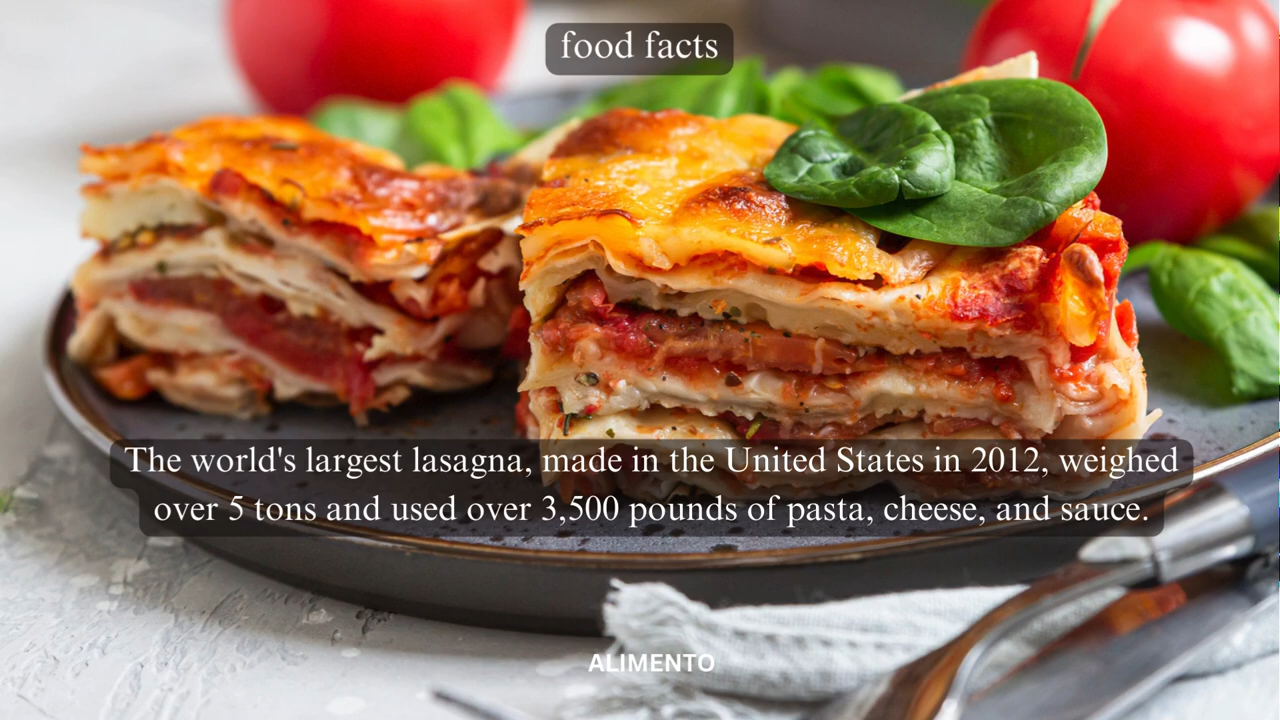 food facts
The world's largest lasagna, made in the United States in 2012, weighed
over 5 tons and used over 3,500 pounds of pasta, cheese, and sauce.
ALIMENTO